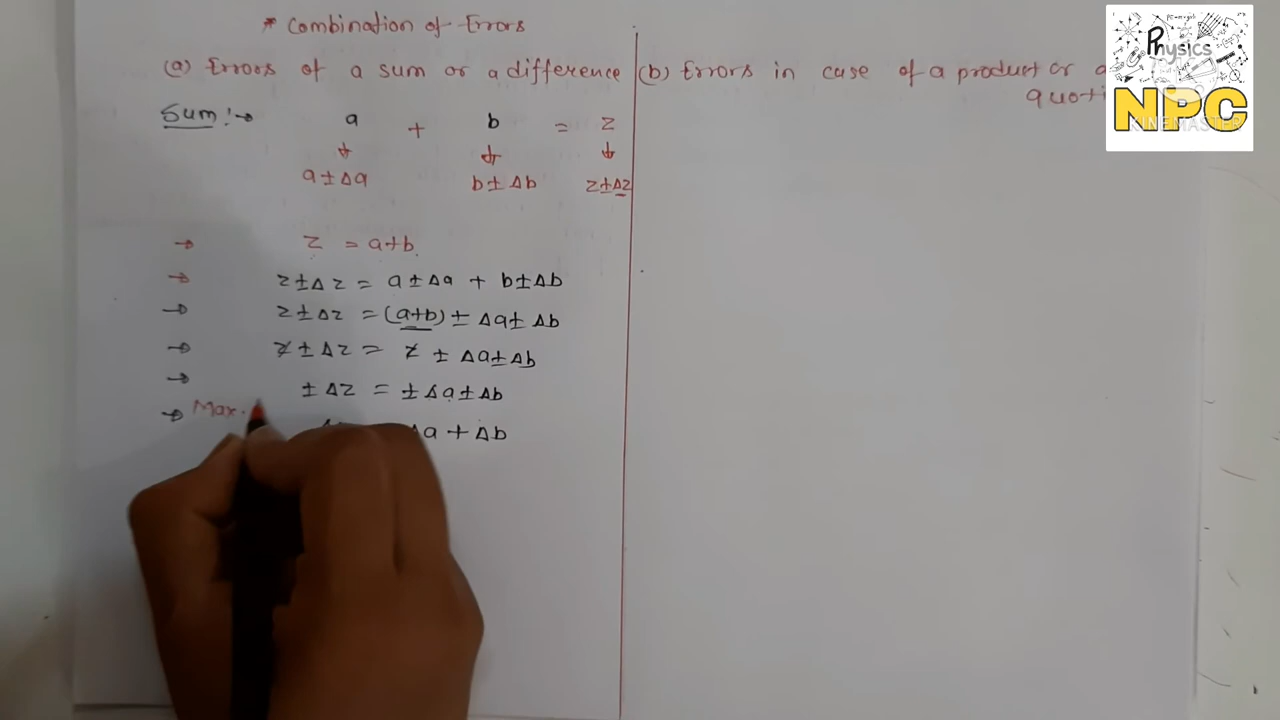 * Combination of Errors
(a) Errors of a sum or a difference
Sum :→ a + b = z
a±Δa b±Δb z±Δz
→ z = a+b
→ z±Δz = a±Δa + b±Δb
→ z±Δz = (a+b) ± Δa± Δb
→ z±Δz = z ± Δa±Δb
→ ±Δz = ±Δa±Δb
→ Max. a + Δb
(b) Errors in case of a product or a
Physics
NPC
KINEMASTER